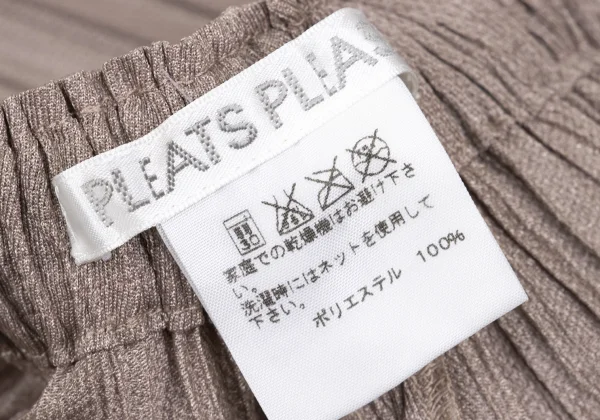 PLEATS PLEAS
弱
30
家庭での乾燥機はお避け下さ
い。
洗濯時にはネットを使用して
下さい。
ポリエステル 100%